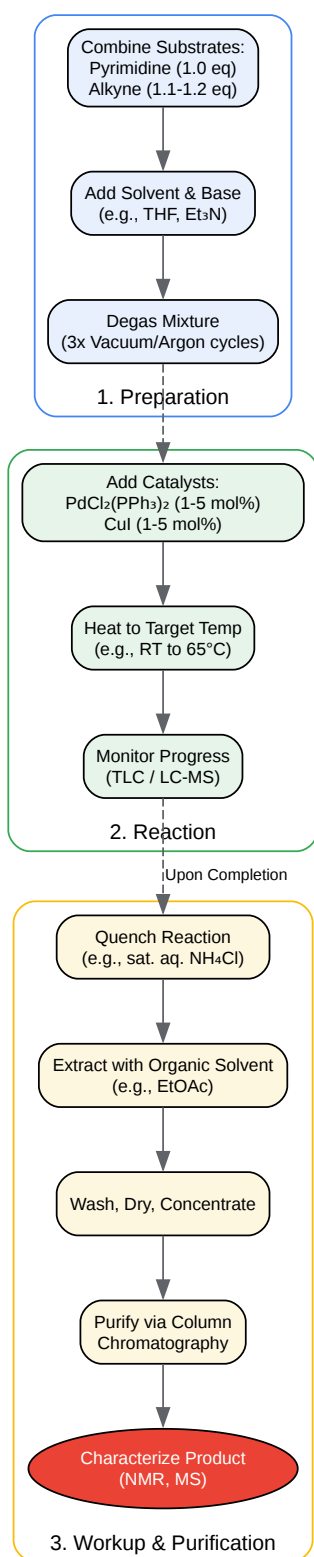 Combine Substrates:
Pyrimidine (1.0 eq)
Alkyne (1.1-1.2 eq)
Add Solvent & Base
(e.g., THF, Et₃N)
Degas Mixture
(3x Vacuum/Argon cycles)
1. Preparation
Add Catalysts:
PdCl₂(PPh₃)₂ (1-5 mol%)
CuI (1-5 mol%)
Heat to Target Temp
(e.g., RT to 65°C)
Monitor Progress
(TLC / LC-MS)
2. Reaction
Upon Completion
Quench Reaction
(e.g., sat. aq. NH₄Cl)
Extract with Organic Solvent
(e.g., EtOAc)
Wash, Dry, Concentrate
Purify via Column
Chromatography
Characterize Product
(NMR, MS)
3. Workup & Purification